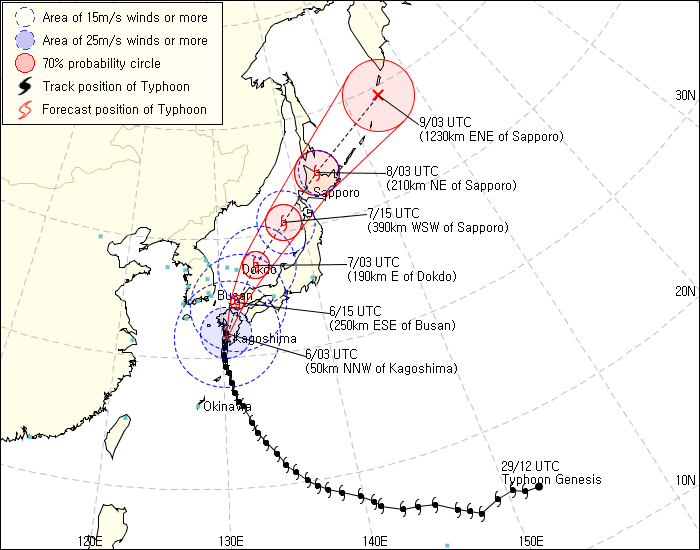 Area of 15m/s winds or more
Area of 25m/s winds or more
70% probability circle
Track position of Typhoon
Forecast position of Typhoon
30N
9/03 UTC
(1230km ENE of Sapporo)
8/03 UTC
(210km NE of Sapporo)
Sapporo
7/15 UTC
(390km WSW of Sapporo)
7/03 UTC
(190km E of Dokdo)
Dokdo
20N
Busan
6/15 UTC
(250km ESE of Busan)
Kagoshima
6/03 UTC
(50km NNW of Kagoshima)
Okinawa
29/12 UTC
Typhoon Genesis
10N
120E
130E
140E
150E